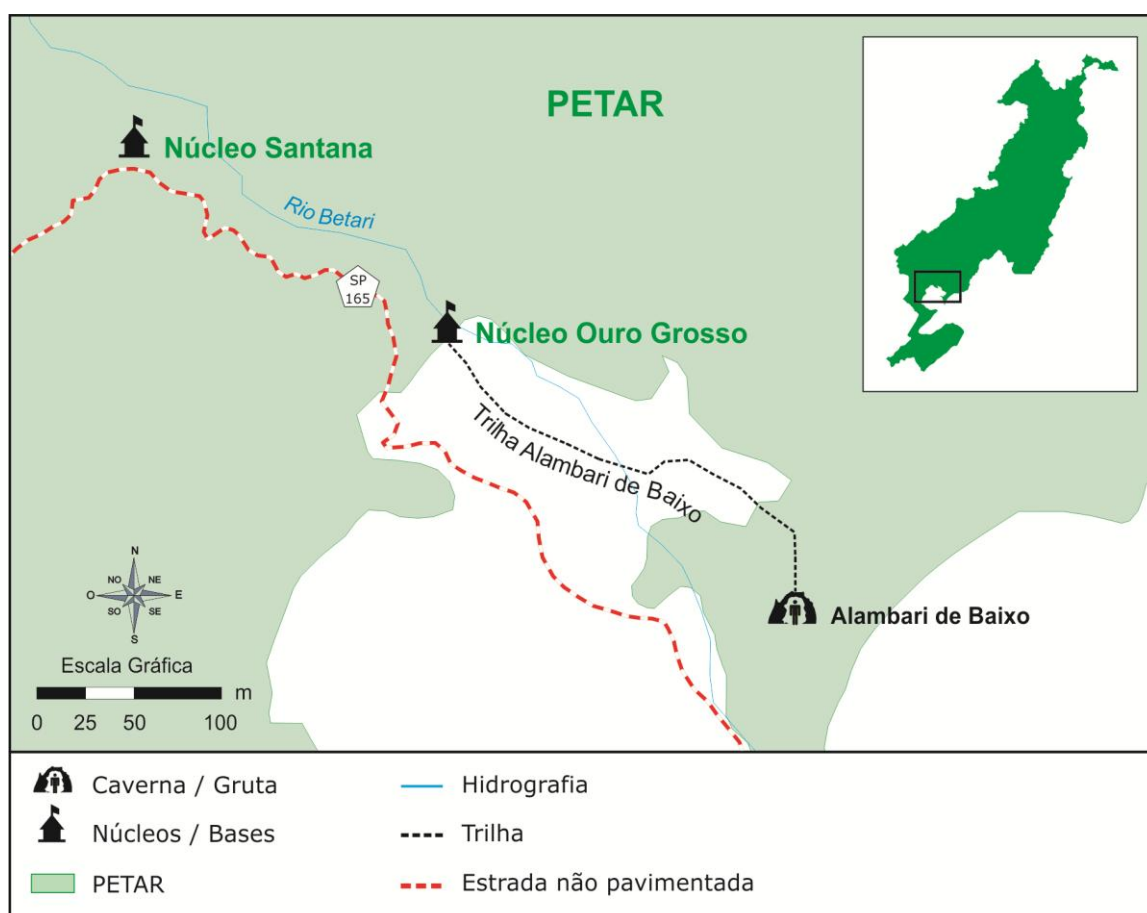 PETAR
Núcleo Santana
Rio Betari
SP
165
Núcleo Ouro Grosso
Trilha Alambari de Baixo
N
NO
NE
O
E
SO
SE
S
Alambari de Baixo
Escala Gráfica
m
0 25 50 100
Caverna / Gruta
Hidrografia
Núcleos / Bases
Trilha
PETAR
Estrada não pavimentada